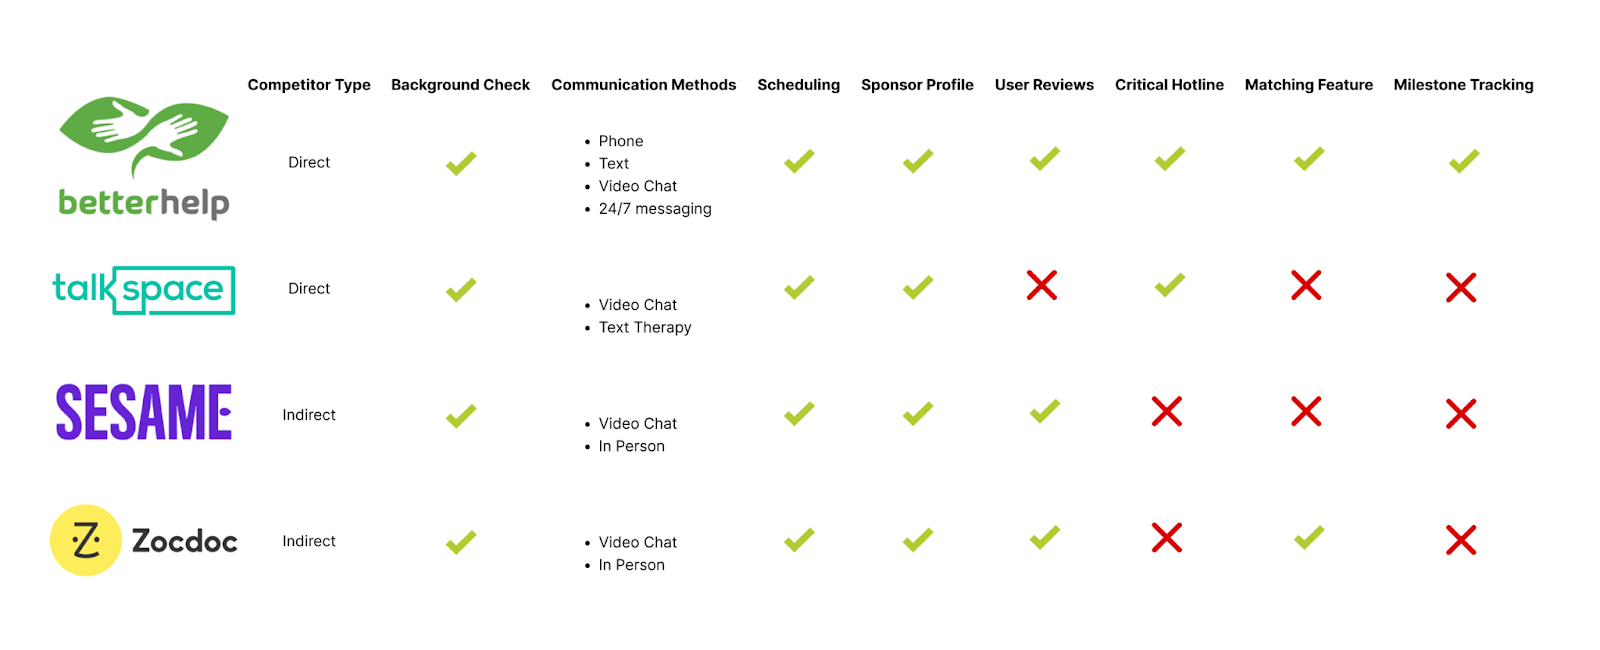 Competitor Type Background Check Communication Methods Scheduling Sponsor Profile User Reviews Critical Hotline Matching Feature Milestone Tracking
betterhelp
Direct
• Phone
• Text
• Video Chat
• 24/7 messaging
talkspace
Direct
• Video Chat
• Text Therapy
SESAME
Indirect
• Video Chat
• In Person
Z
Zocdoc
Indirect
• Video Chat
• In Person